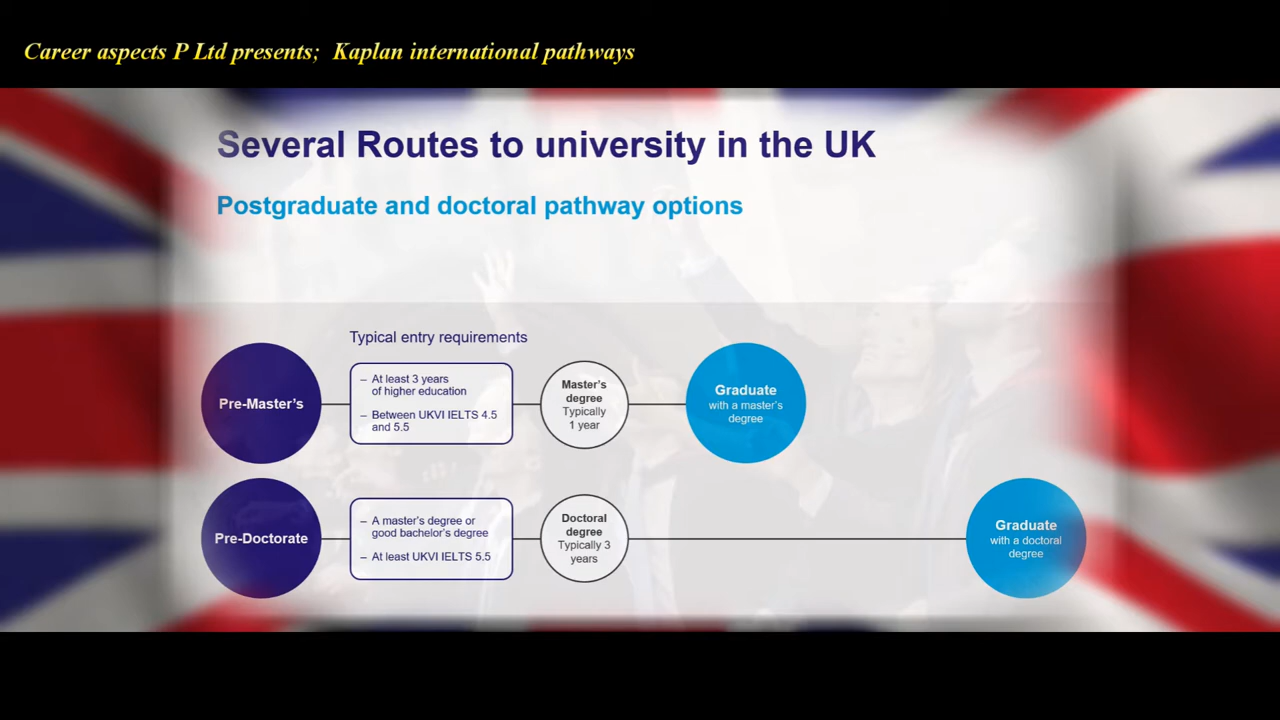 Career aspects P Ltd presents;  Kaplan international pathways
Several Routes to university in the UK
Postgraduate and doctoral pathway options
Typical entry requirements
Pre-Master's
– At least 3 years
of higher education
– Between UKVI IELTS 4.5
and 5.5
Master's
degree
Typically
1 year
Graduate
with a master's
degree
Pre-Doctorate
– A master's degree or
good bachelor's degree
– At least UKVI IELTS 5.5
Doctoral
degree
Typically 3
years
Graduate
with a doctoral
degree